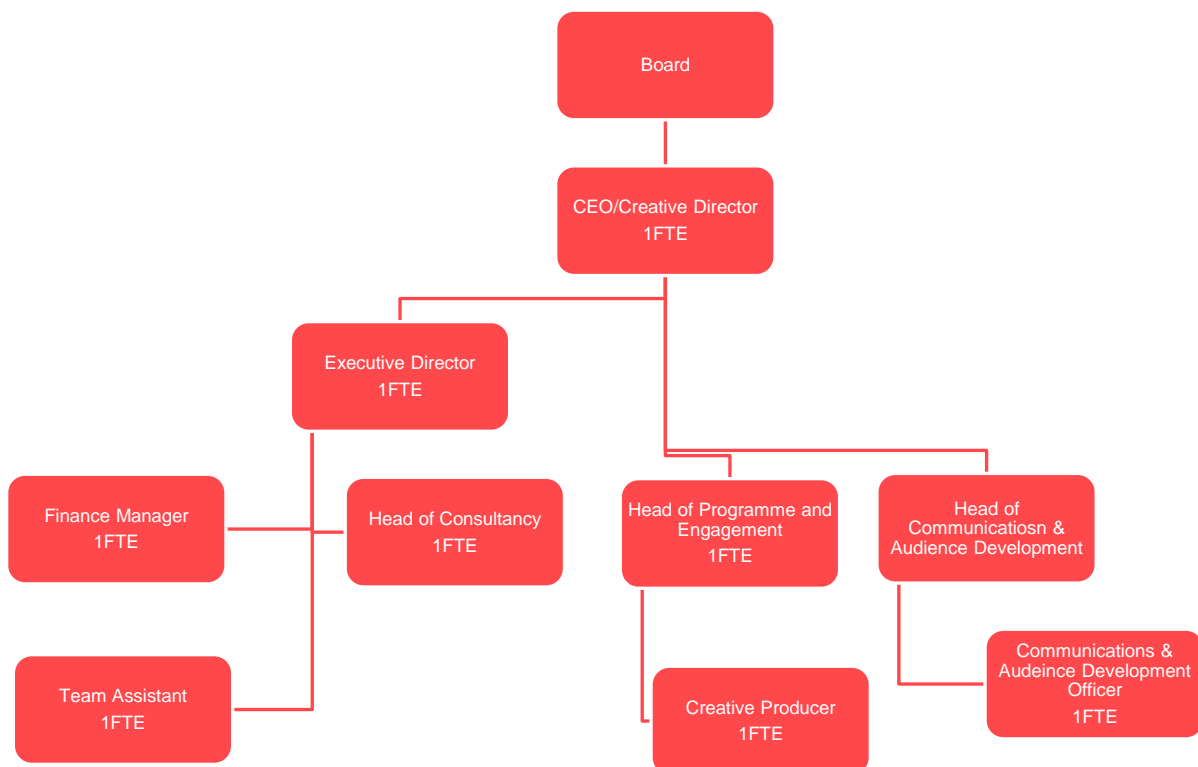 Board
CEO/Creative Director
1FTE
Executive Director
1FTE
Finance Manager
1FTE
Head of Consultancy
1FTE
Head of Programme and
Engagement
1FTE
Head of
Communicatiosn &
Audience Development
Team Assistant
1FTE
Creative Producer
1FTE
Communications &
Audeince Development
Officer
1FTE